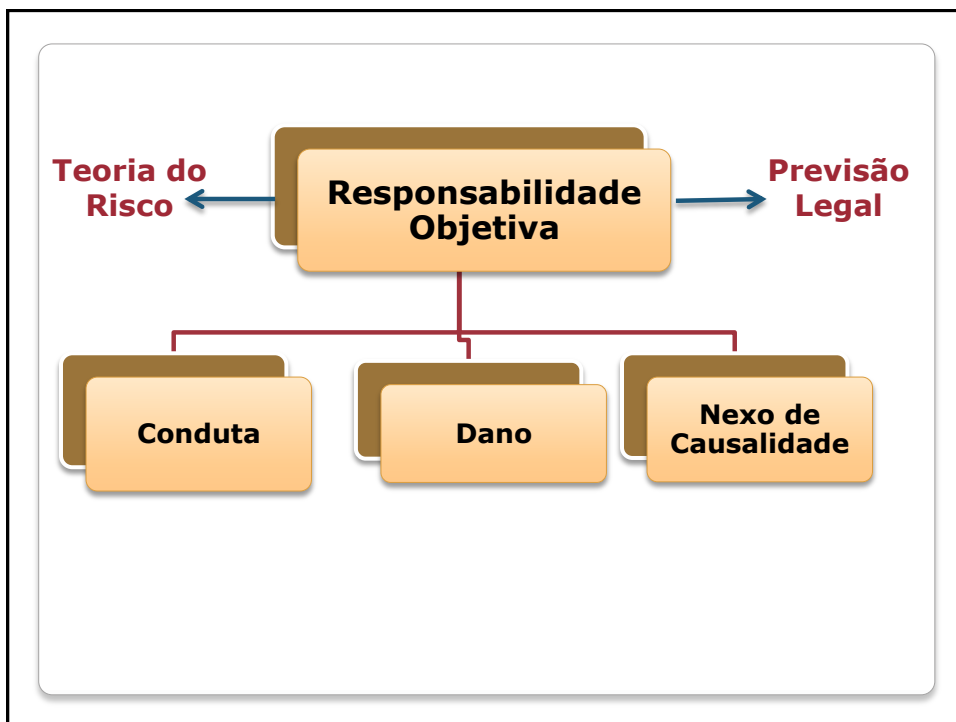 Teoria do
Risco
Responsabilidade
Objetiva
Previsão
Legal
Conduta
Dano
Nexo de
Causalidade